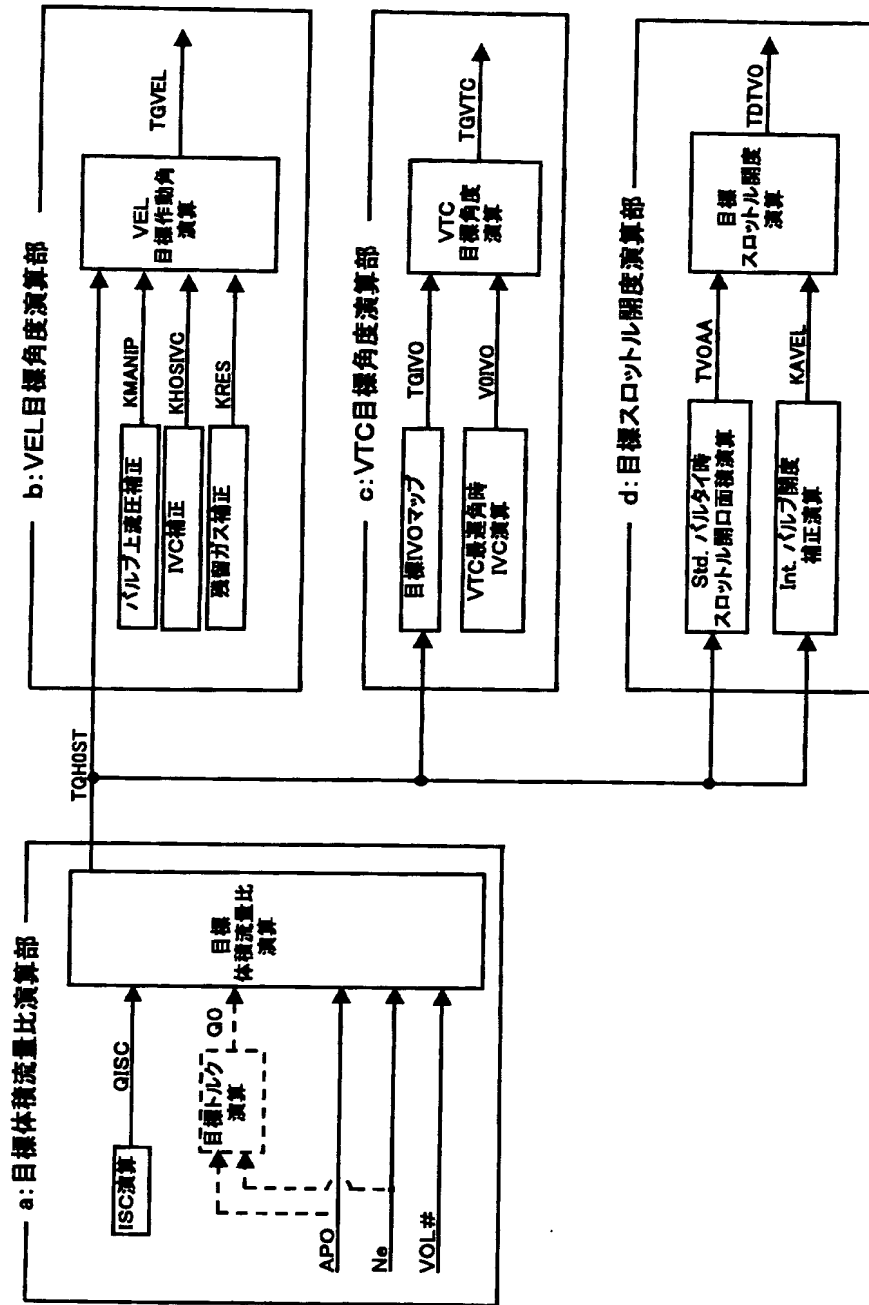 a:目標体積流量比演算部
ISC演算
QISC
目標トルク
演算
Q0
APO
Ne
VOL#
目標
体積流量比
演算
TQH0ST
b:VEL目標角度演算部
バルブ上流圧補正
KMANIP
IVC補正
KHOSIVC
残留ガス補正
KRES
VEL
目標作動角
演算
TGVEL
c:VTC目標角度演算部
目標IVOマップ
TGIVO
VTC最遅角時
IVC演算
V0IVO
VTC
目標角度
演算
TGVTC
d:目標スロットル開度演算部
Std. バルタイ時
スロットル開口面積演算
TVOAA
Int. バルブ開度
補正演算
KAVEL
目標
スロットル開度
演算
TDTVO